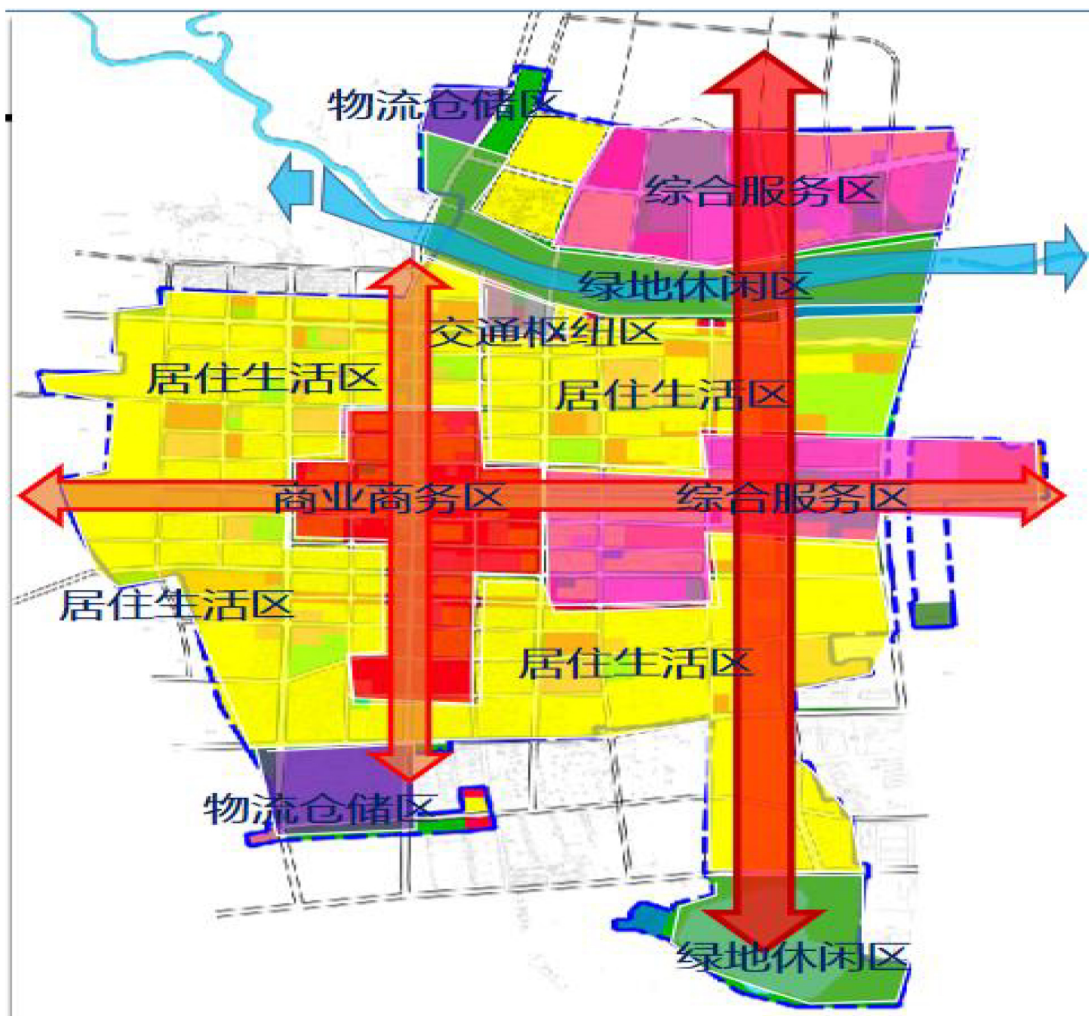 物流仓储区
综合服务区
绿地休闲区
交通枢纽区
居住生活区
居住生活区
商业商务区
综合服务区
居住生活区
居住生活区
物流仓储区
绿地休闲区